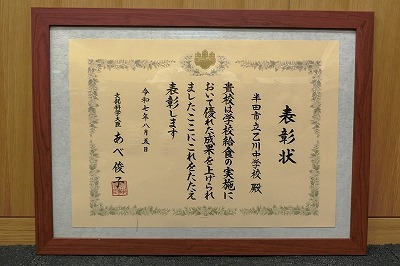 表彰状
半田市立乙川中学校 殿
貴校は学校給食の実施に
おいて優れた成果を上げられ
ましたここにこれをたたえ
表彰します
令和七年八月五日
文部科学大臣 あべ俊子